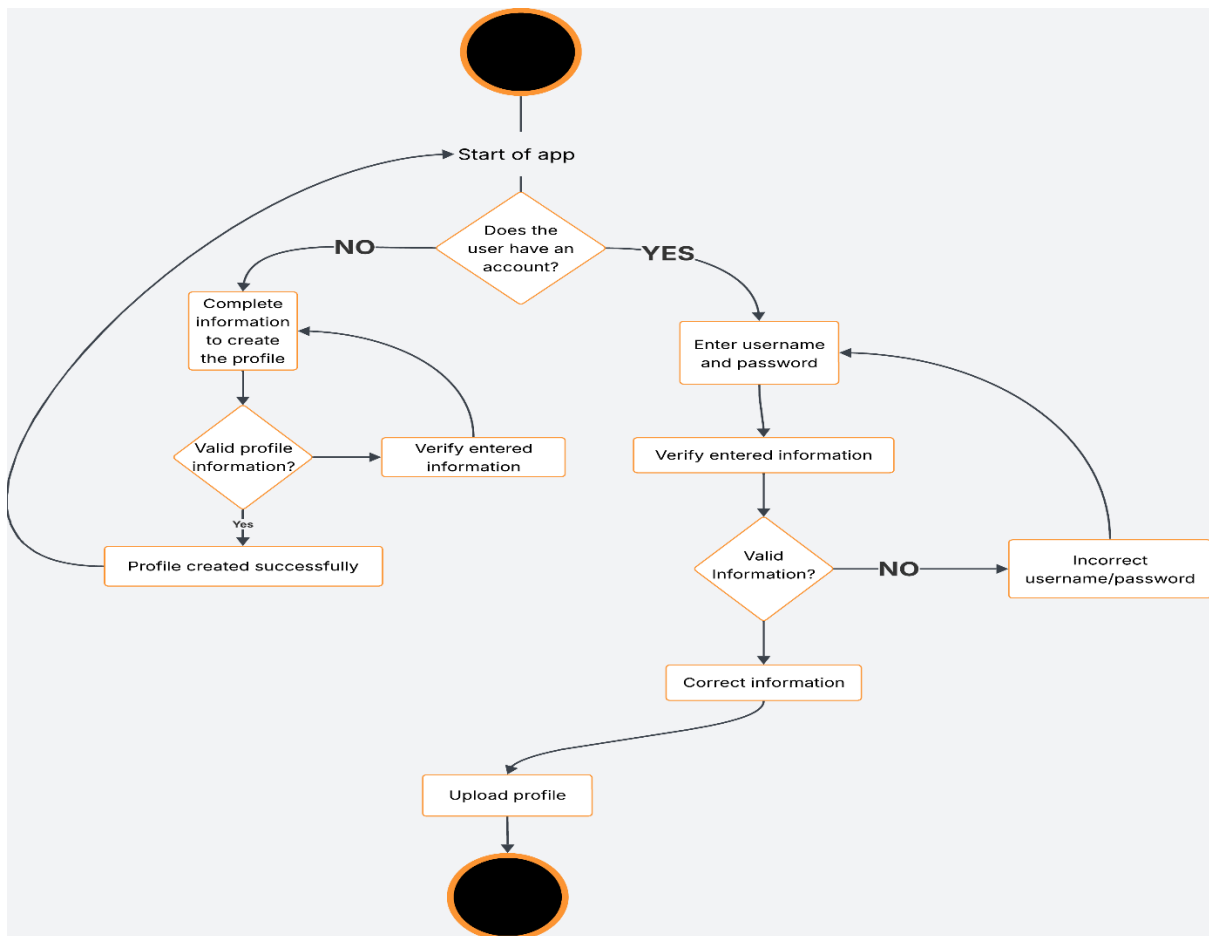 Start of app
Does the
user have an
account?
NO
YES
Complete
information
to create
the profile
Enter username
and password
Valid profile
information?
Verify entered
information
Verify entered information
Yes
Profile created successfully
Valid
Information?
NO
Incorrect
username/password
Correct information
Upload profile